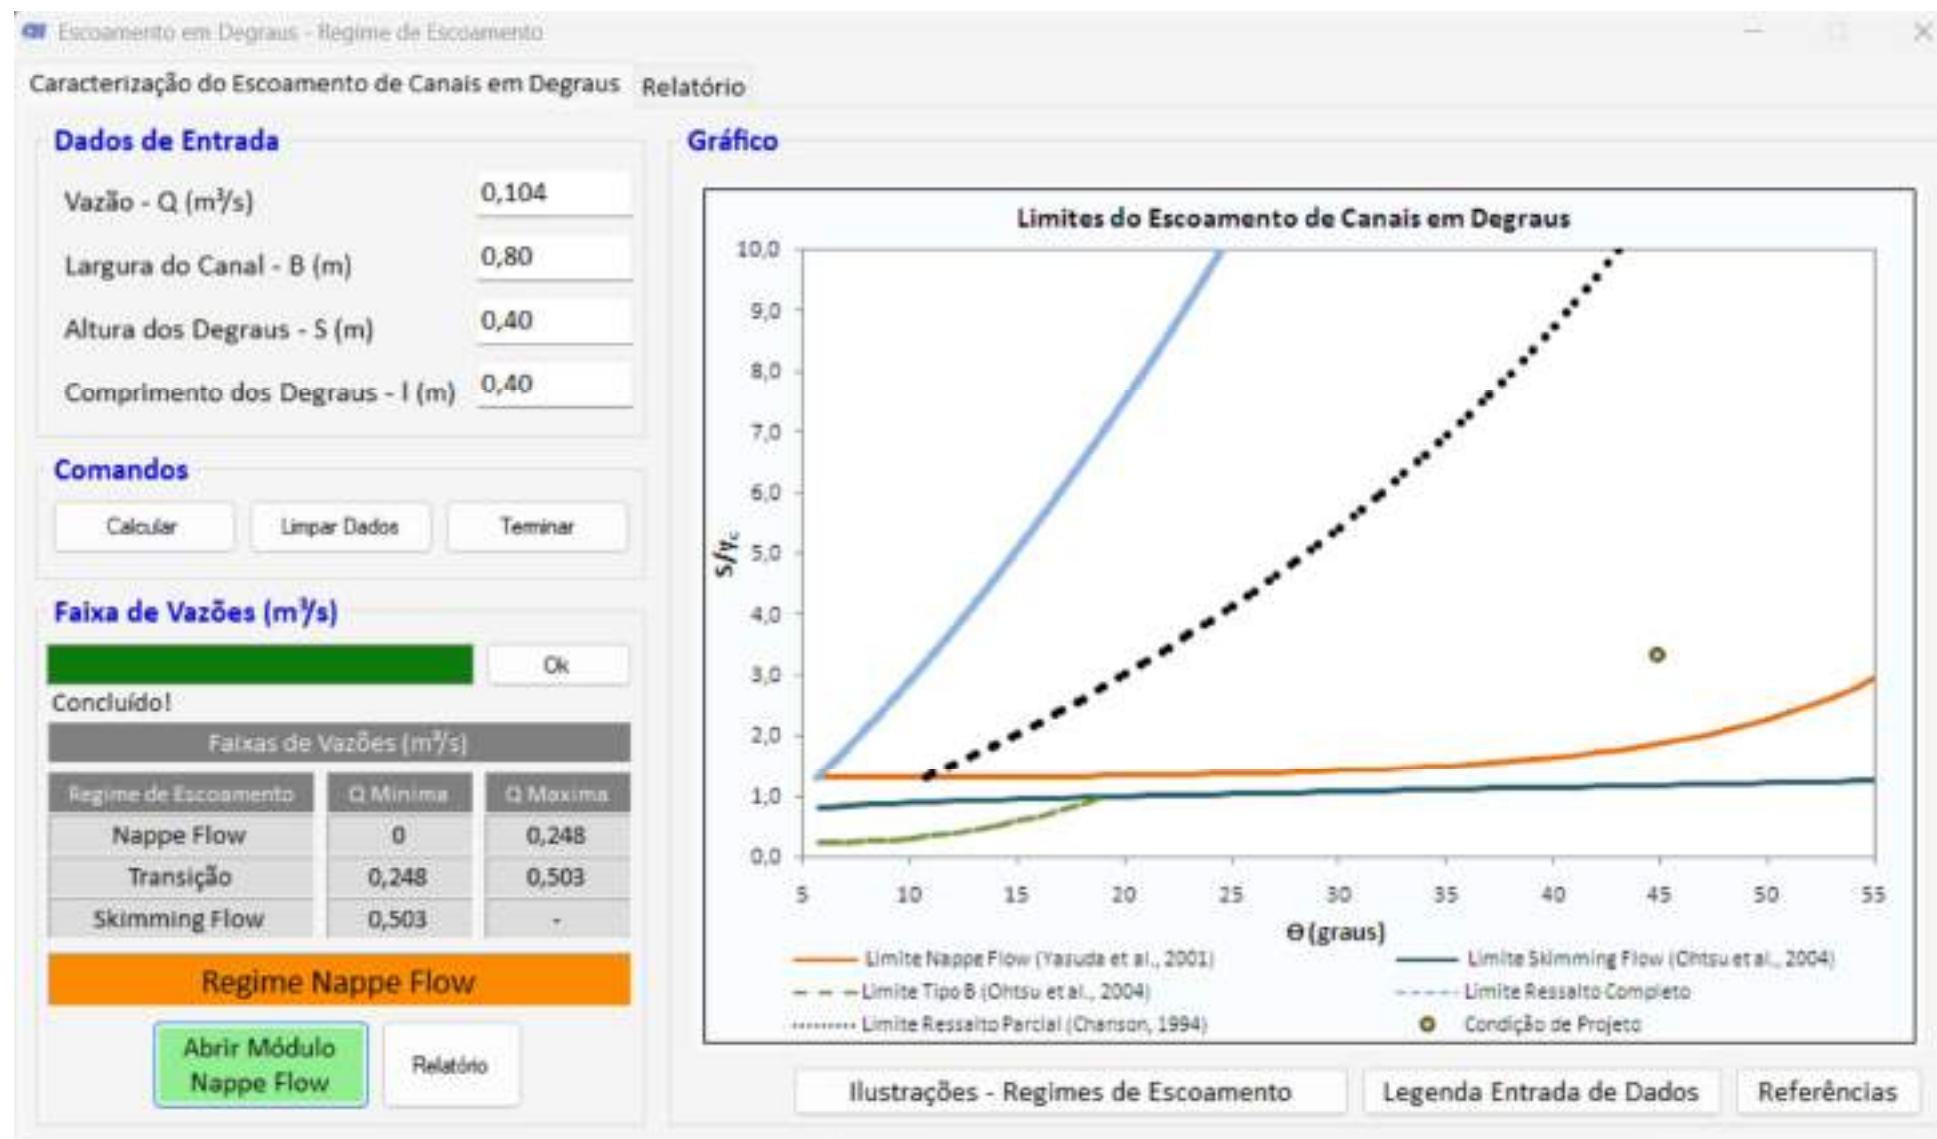 Escoamento em Degraus - Regime de Escoamento
Caracterização do Escoamento de Canais em Degraus
Relatório
Dados de Entrada
Vazão - Q (m³/s)
0,104
Largura do Canal - B (m)
0,80
Altura dos Degraus - S (m)
0,40
Comprimento dos Degraus - l (m)
0,40
Comandos
Calcular
Limpar Dados
Teminar
Faixa de Vazões (m³/s)
Ok
Concluído!
Faixas de Vazões (m³/s)
Regime de Escoamento
Q Minima
Q Maxima
Nappe Flow
0
0,248
Transição
0,248
0,503
Skimming Flow
0,503
-
Regime Nappe Flow
Abrir Módulo
Nappe Flow
Relatório
Gráfico
Limites do Escoamento de Canais em Degraus
10,0
9,0
8,0
7,0
6,0
5,0
4,0
3,0
2,0
1,0
0,0
S/yc
5
10
15
20
25
30
35
40
45
50
55
Θ (graus)
Limite Nappe Flow (Yasuda et al., 2001)
Limite Skimming Flow (Ohtsu et al., 2004)
Limite Tipo B (Ohtsu et al., 2004)
Limite Ressalto Completo
Limite Ressalto Parcial (Chanson, 1994)
Condição de Projeto
Ilustrações - Regimes de Escoamento
Legenda Entrada de Dados
Referências